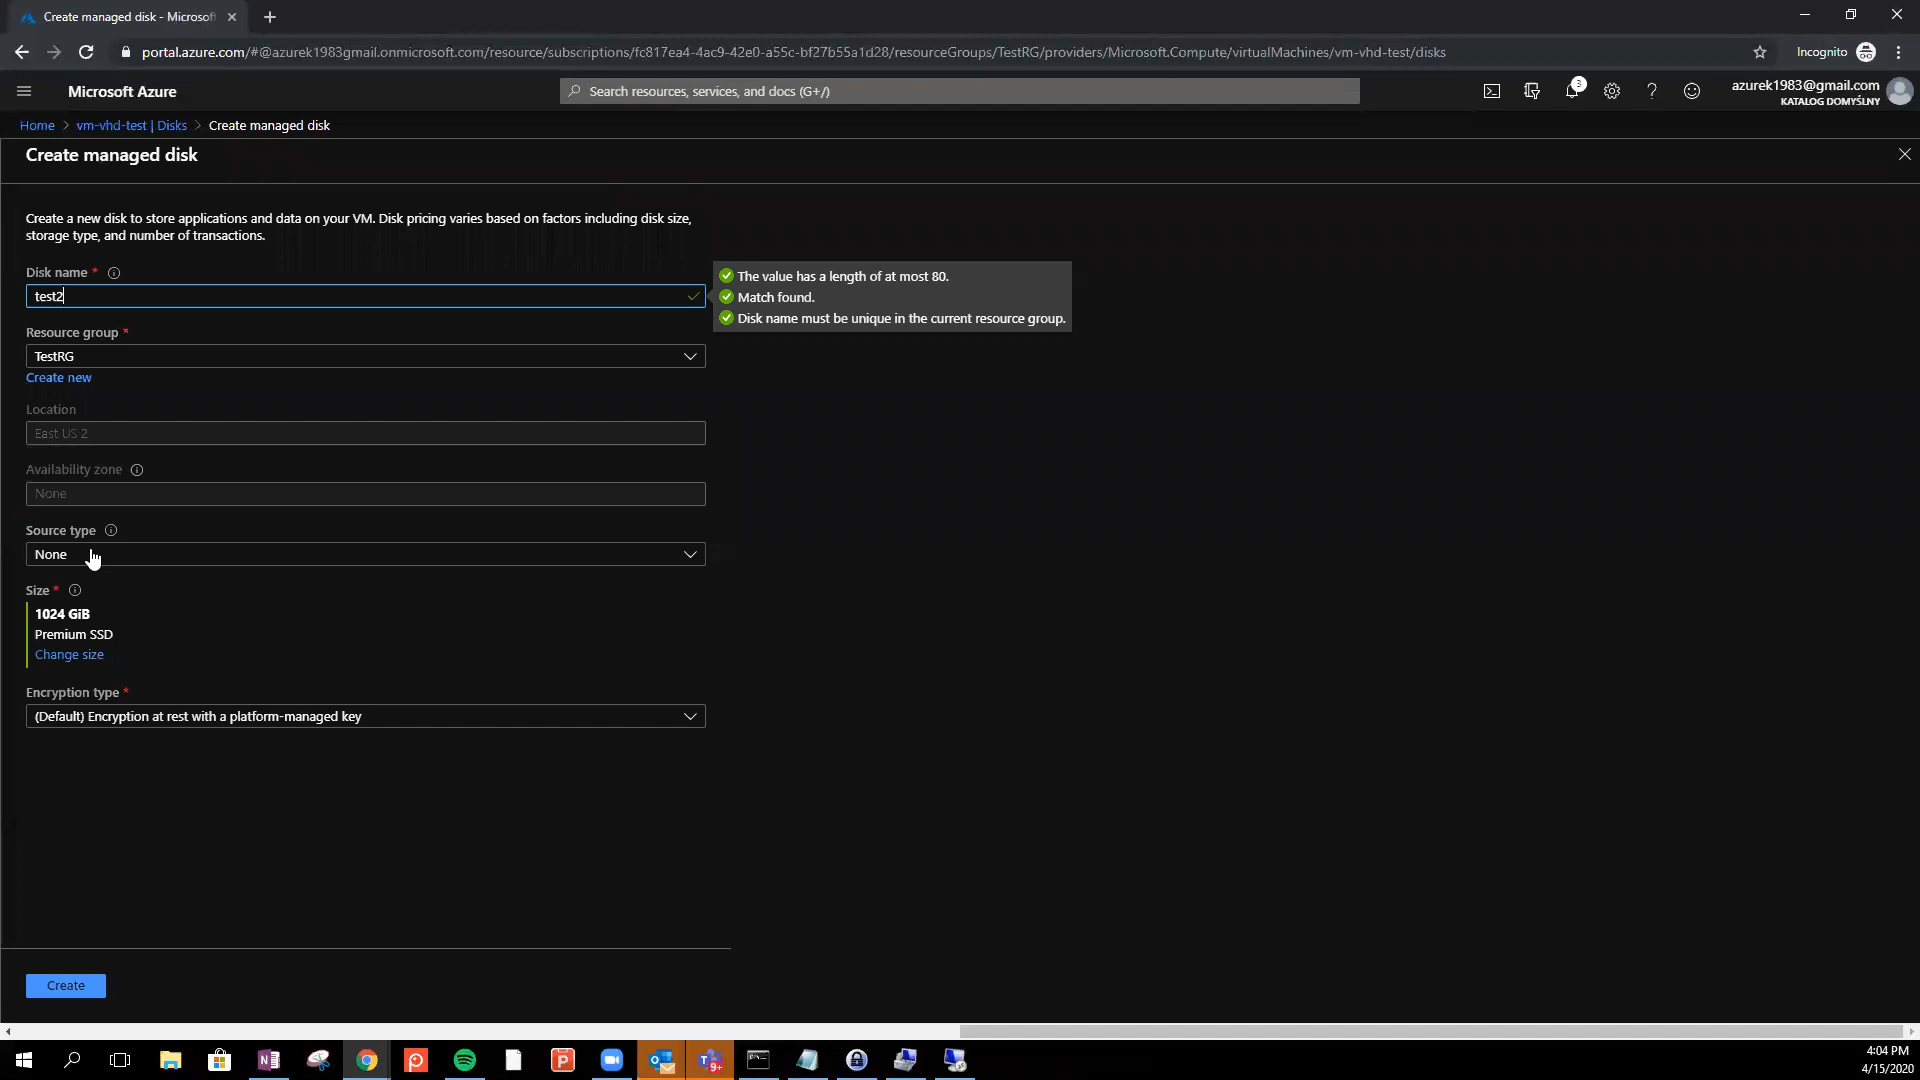 Create managed disk - Microsof
portal.azure.com/#@azurek1983gmail.onmicrosoft.com/resource/subscriptions/fc817ea4-4ac9-42e0-a55c-bf27b55a1d28/resourceGroups/TestRG/providers/Microsoft.Compute/virtualMachines/vm-vhd-test/disks
Incognito
Microsoft Azure
Search resources, services, and docs (G+/)
3
azurek1983@gmail.com
KATALOG DOMYŚLNY
Home > vm-vhd-test | Disks > Create managed disk
Create managed disk
Create a new disk to store applications and data on your VM. Disk pricing varies based on factors including disk size,
storage type, and number of transactions.
Disk name *
test2
The value has a length of at most 80.
Match found.
Disk name must be unique in the current resource group.
Resource group *
TestRG
Create new
Location
East US 2
Availability zone
None
Source type
None
Size *
1024 GiB
Premium SSD
Change size
Encryption type *
(Default) Encryption at rest with a platform-managed key
Create
9+
4:04 PM
4/15/2020